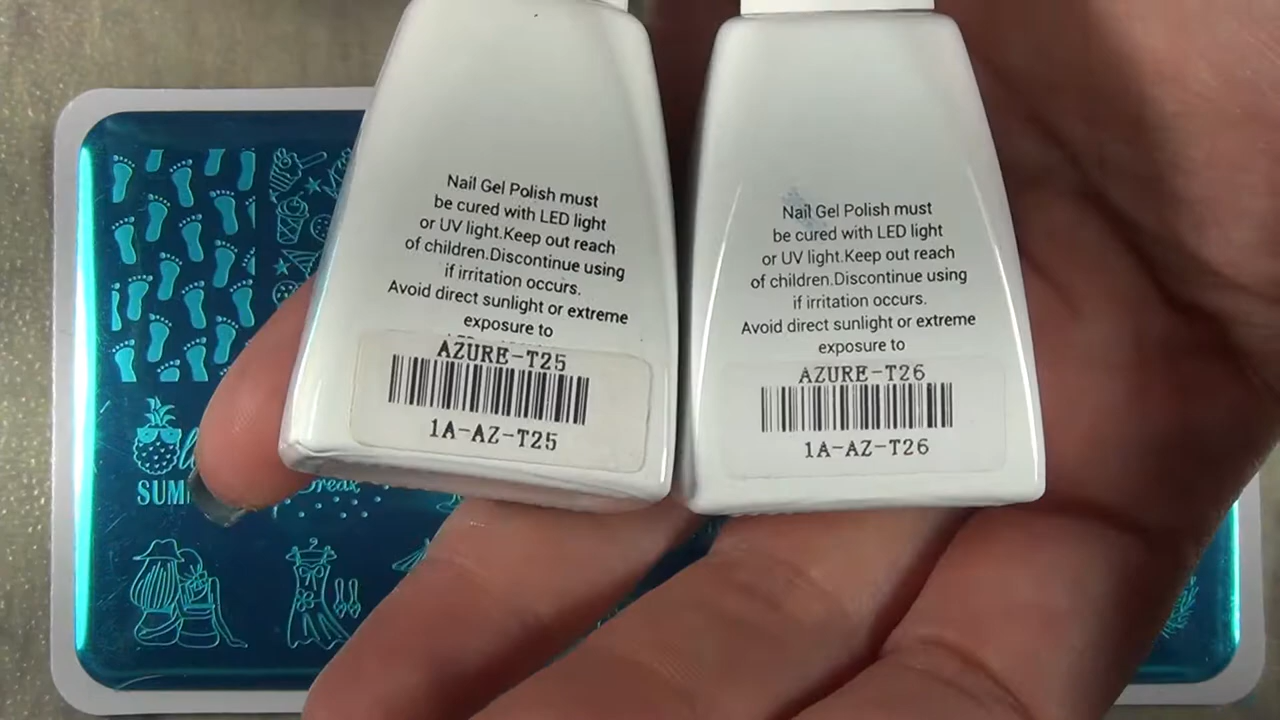 Nail Gel Polish must
be cured with LED light
or UV light.Keep out reach
of children.Discontinue using
if irritation occurs.
Avoid direct sunlight or extreme
exposure to
AZURE-T25
1A-AZ-T25
Nail Gel Polish must
be cured with LED light
or UV light.Keep out reach
of children.Discontinue using
if irritation occurs.
Avoid direct sunlight or extreme
exposure to
AZURE-T26
1A-AZ-T26
Break